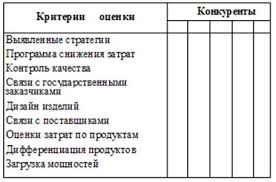 Критерии оценки
Конкуренты
Выявленные стратегии
Программа снижения затрат
Контроль качества
Связи с государственными
заказчиками
Дизайн изделий
Связи с поставщиками
Оценки затрат по продуктам
Дифференциация продуктов
Загрузка мощностей